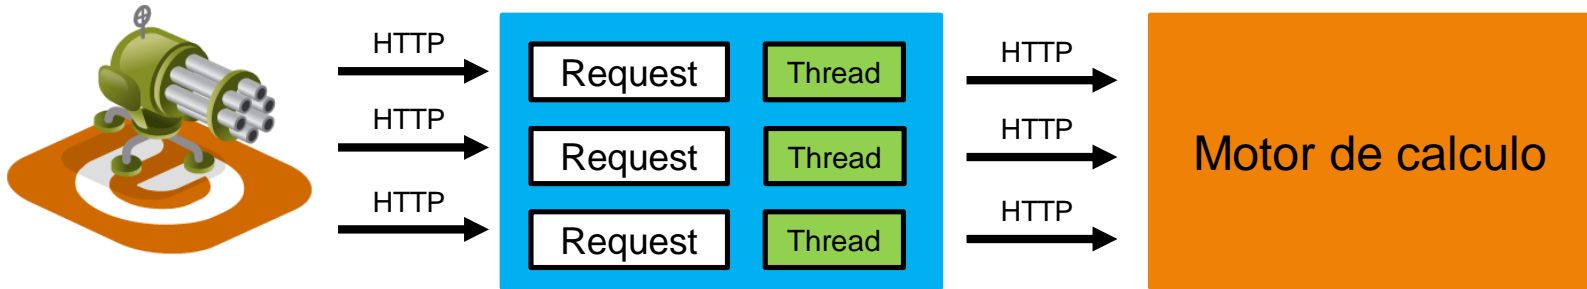 HTTP
Request
Thread
HTTP
HTTP
Request
Thread
HTTP
HTTP
Request
Thread
HTTP
Motor de calculo